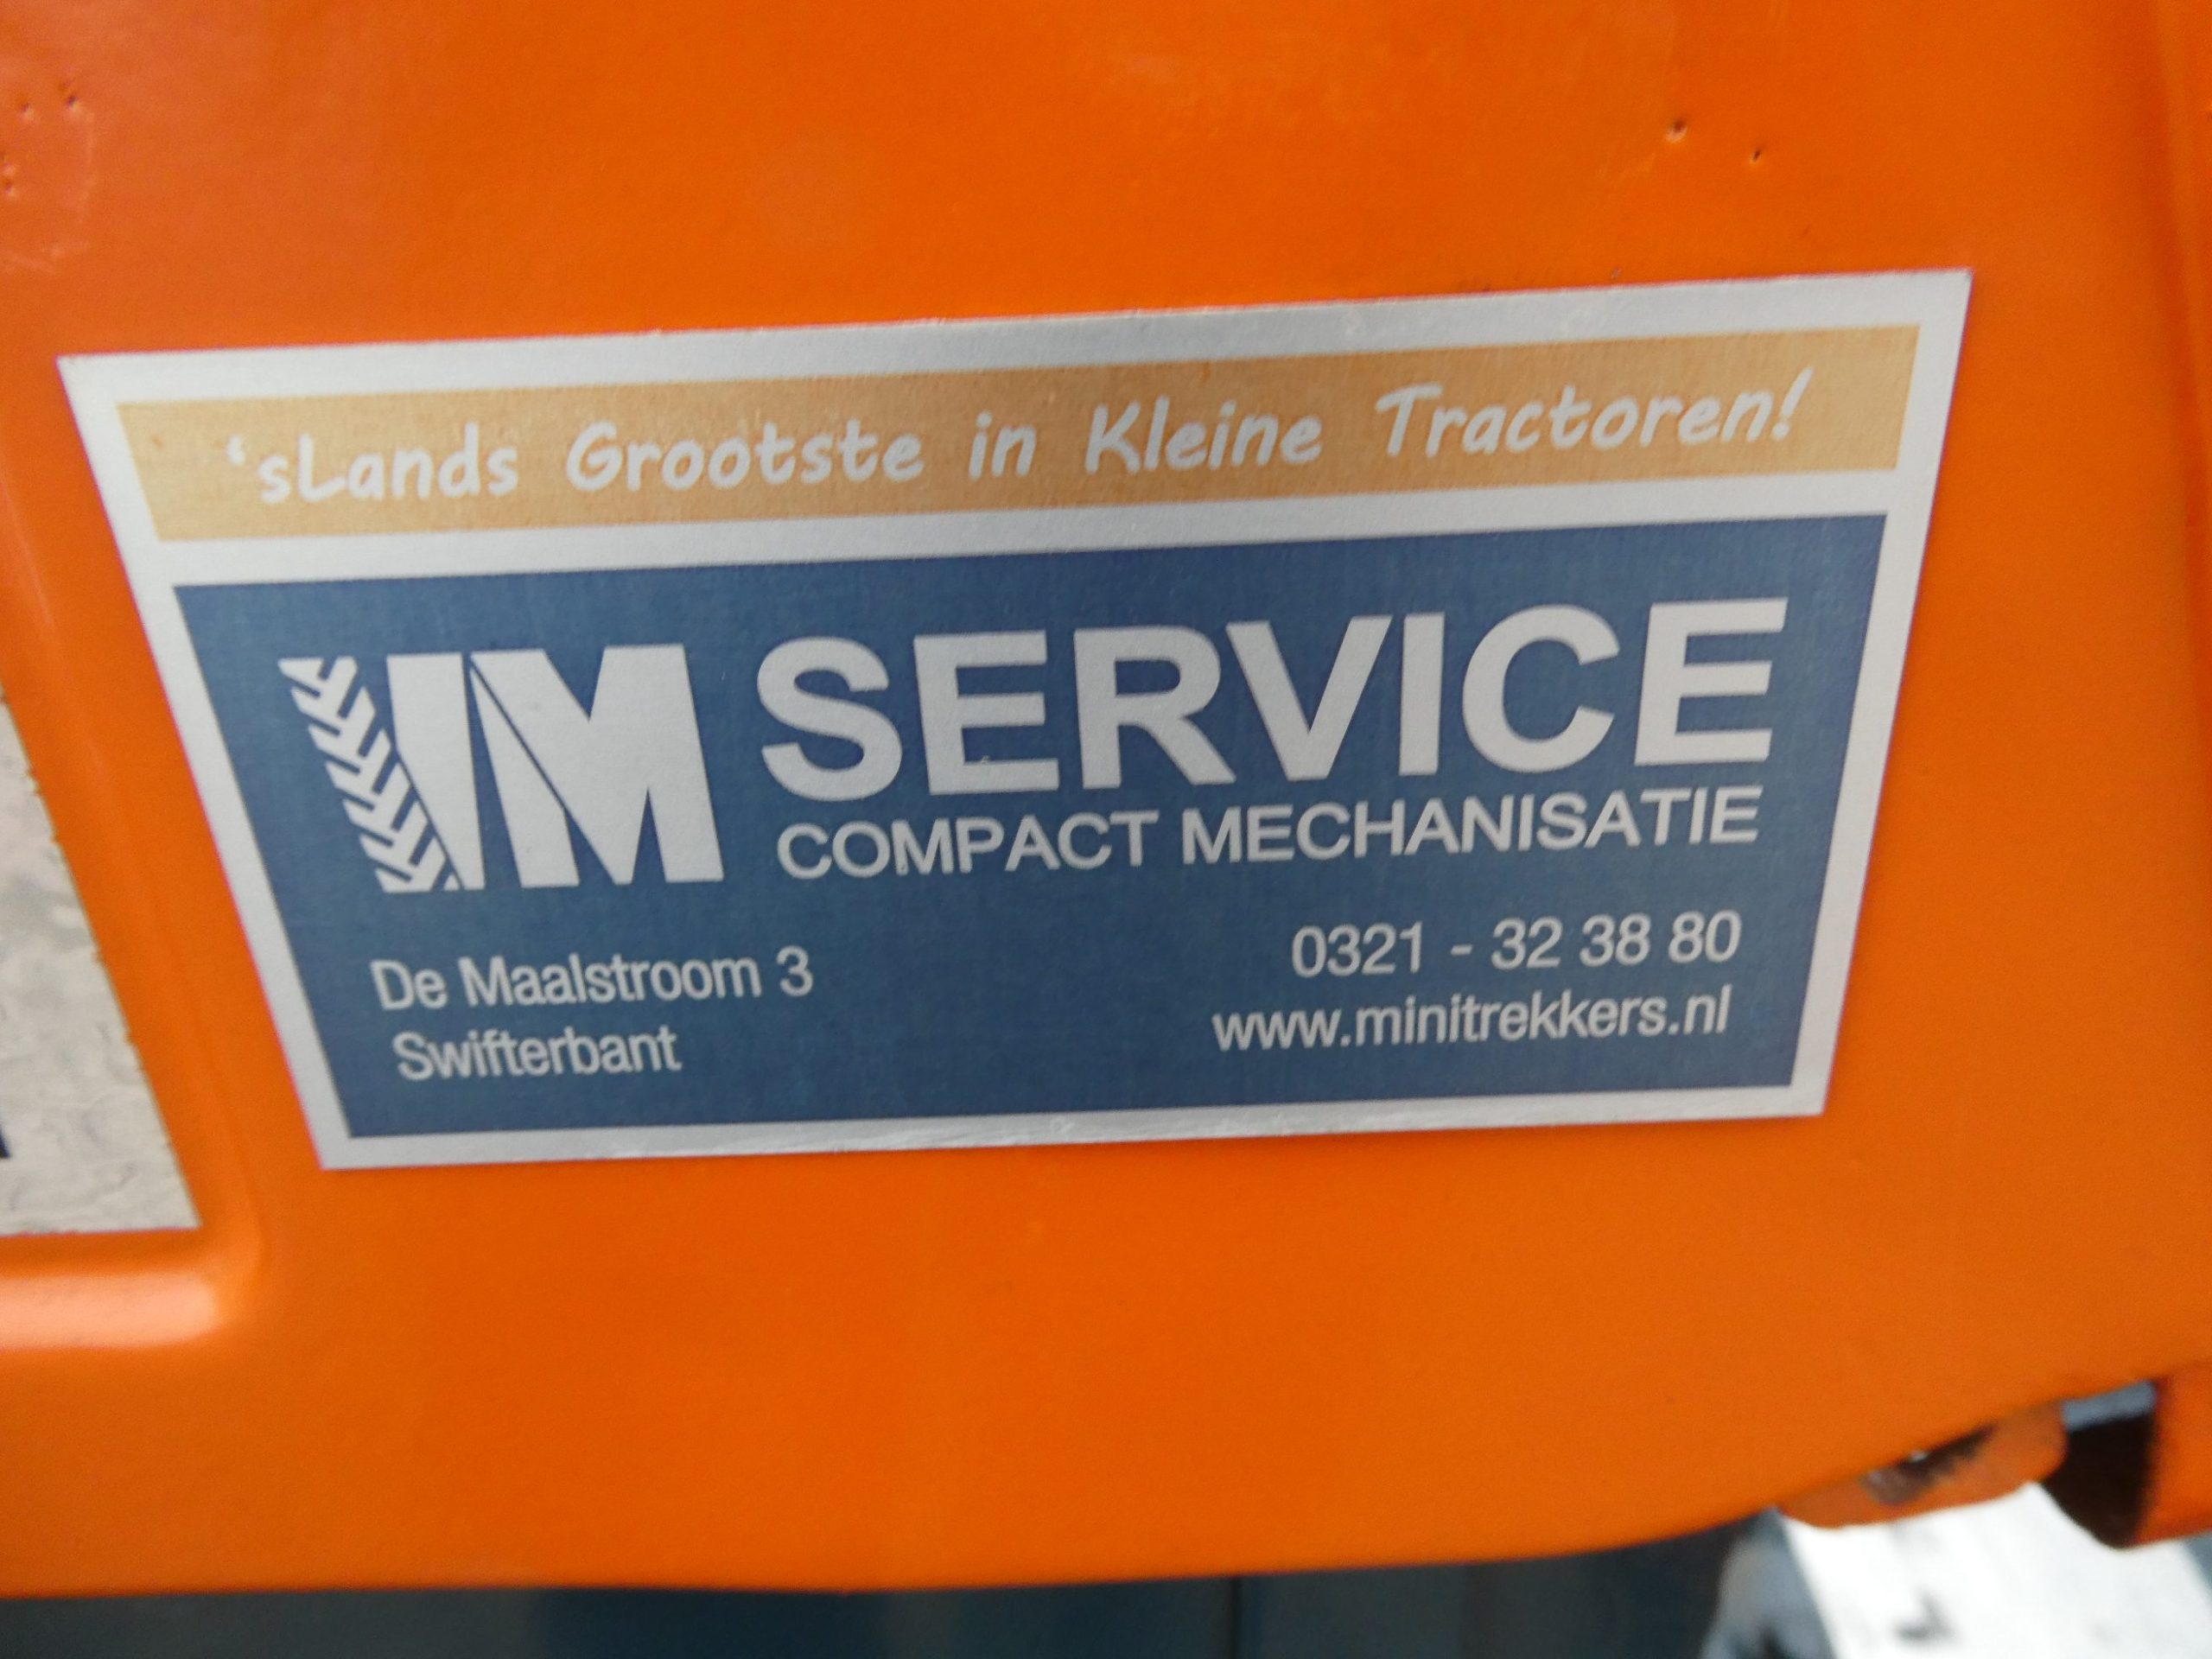 'sLands Grootste in Kleine Tractoren!
IM SERVICE
COMPACT MECHANISATIE
De Maalstroom 3
Swifterbant
0321 - 32 38 80
www.minitrekkers.nl